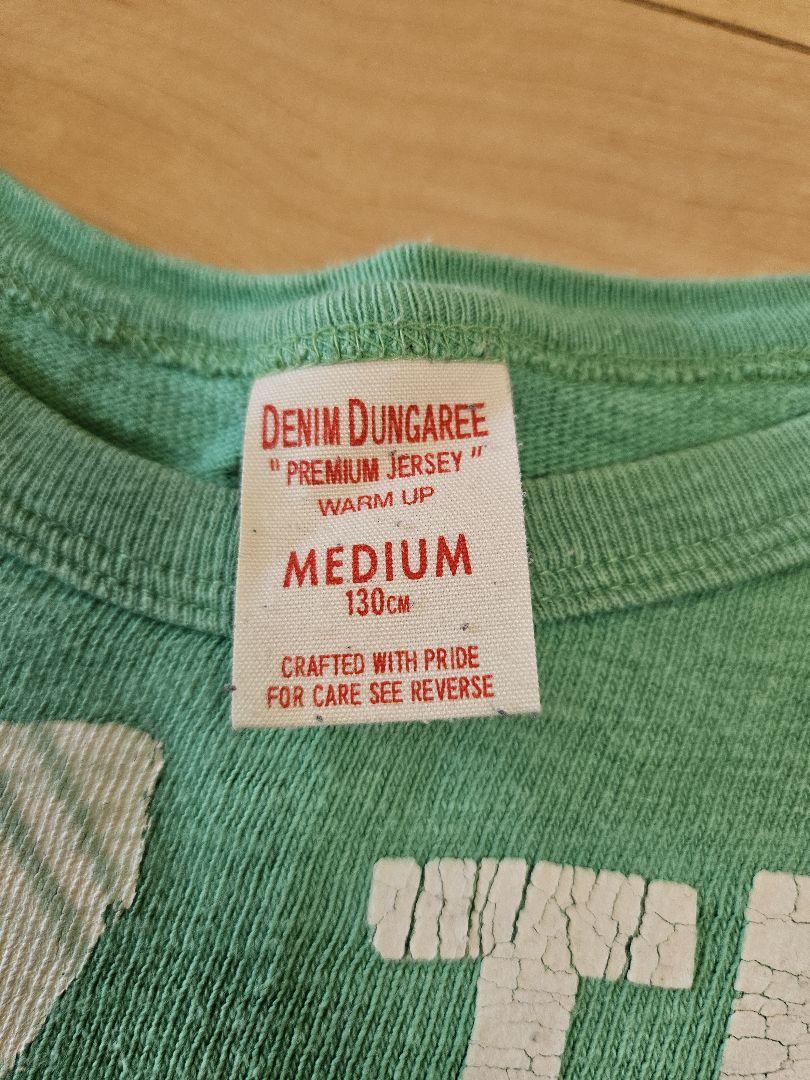 DENIM DUNGAREE
" PREMIUM JERSEY "
WARM UP
MEDIUM
130CM
CRAFTED WITH PRIDE
FOR CARE SEE REVERSE
T